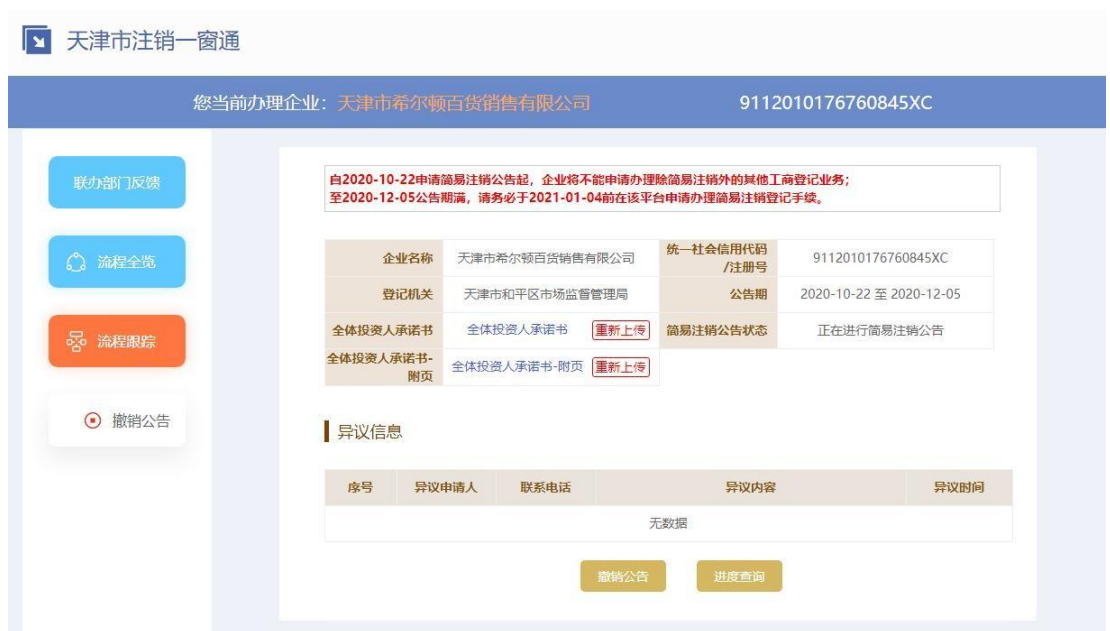 天津市注销一窗通
您当前办理企业：天津市希尔顿百货销售有限公司 9112010176760845XC
联办部门反馈
流程全览
流程跟踪
撤销公告
自2020-10-22申请简易注销公告起，企业将不能申请办理除简易注销外的其他工商登记业务；
至2020-12-05公告期满，请务必于2021-01-04前在该平台申请办理简易注销登记手续。
企业名称 天津市希尔顿百货销售有限公司 统一社会信用代码
/注册号 9112010176760845XC
登记机关 天津市和平区市场监督管理局 公告期 2020-10-22 至 2020-12-05
全体投资人承诺书 全体投资人承诺书 重新上传 简易注销公告状态 正在进行简易注销公告
全体投资人承诺书-
附页 全体投资人承诺书-附页 重新上传
异议信息
序号 异议申请人 联系电话 异议内容 异议时间
无数据
撤销公告 进度查询